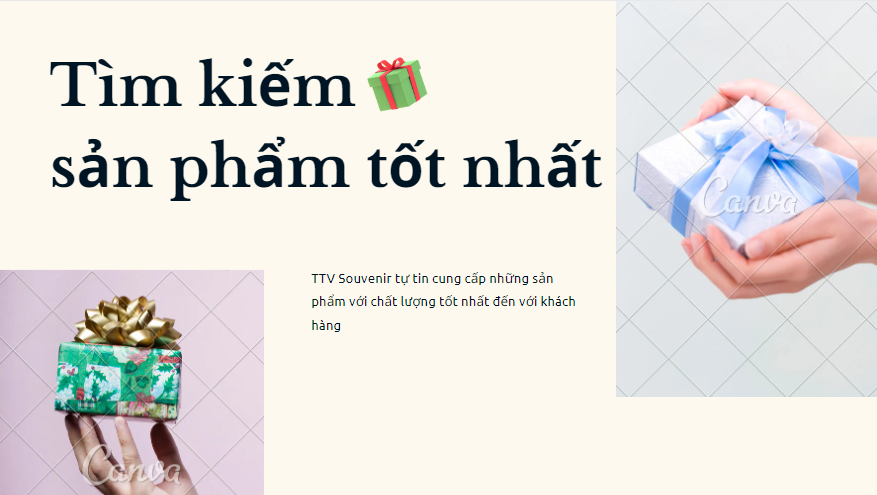 Tìm kiếm
sản phẩm tốt nhất
TTV Souvenir tự tin cung cấp những sản
phẩm với chất lượng tốt nhất đến với khách
hàng
Canva
Canva